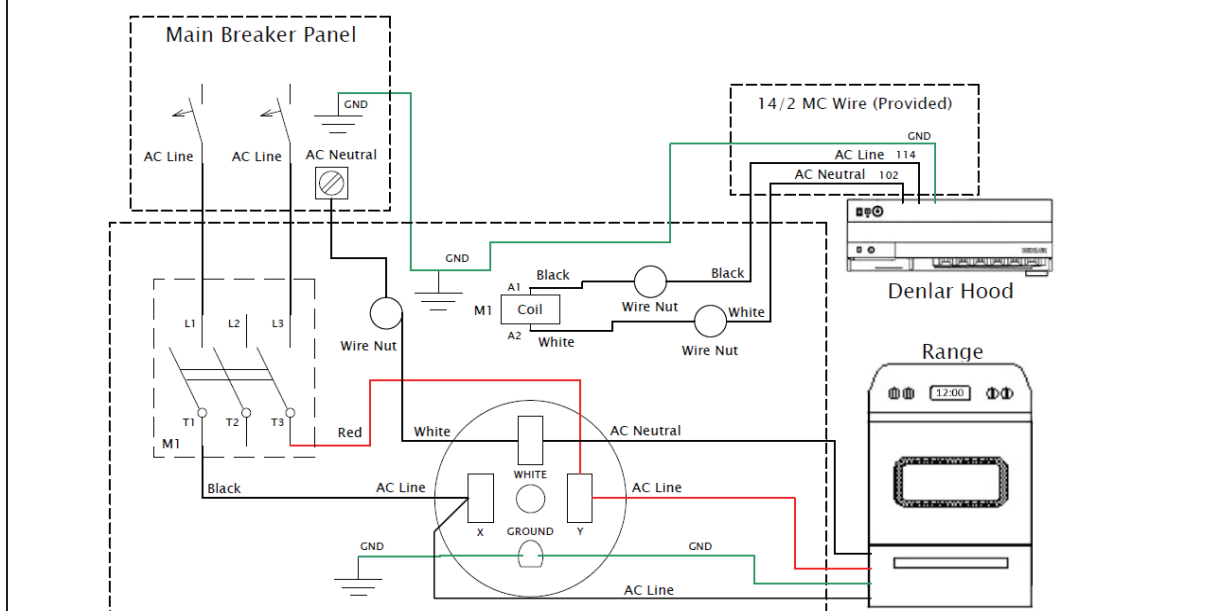 Main Breaker Panel
GND
AC Line
AC Line
AC Neutral
14/2 MC Wire (Provided)
GND
AC Line 114
AC Neutral 102
Denlar Hood
GND
Black
Black
A1
M1
Coil
Wire Nut
White
A2
White
Wire Nut
L1
L2
L3
Wire Nut
Range
12:00
T1
T2
T3
M1
Red
White
AC Neutral
WHITE
Black
AC Line
AC Line
X
GROUND
Y
GND
GND
AC Line